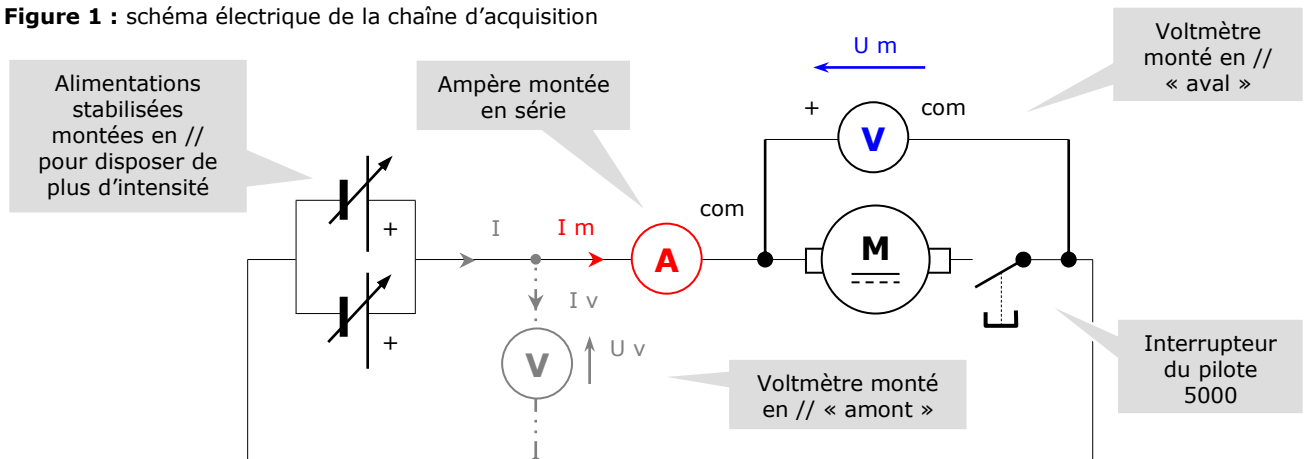 Figure 1 : schéma électrique de la chaîne d’acquisition
Alimentations
stabilisées
montées en //
pour disposer de
plus d’intensité
Ampère montée
en série
U m
Voltmètre
monté en //
« aval »
+
com
V
com
+
I
I m
A
M
I v
+
V
U v
Voltmètre monté
en // « amont »
Interrupteur
du pilote
5000